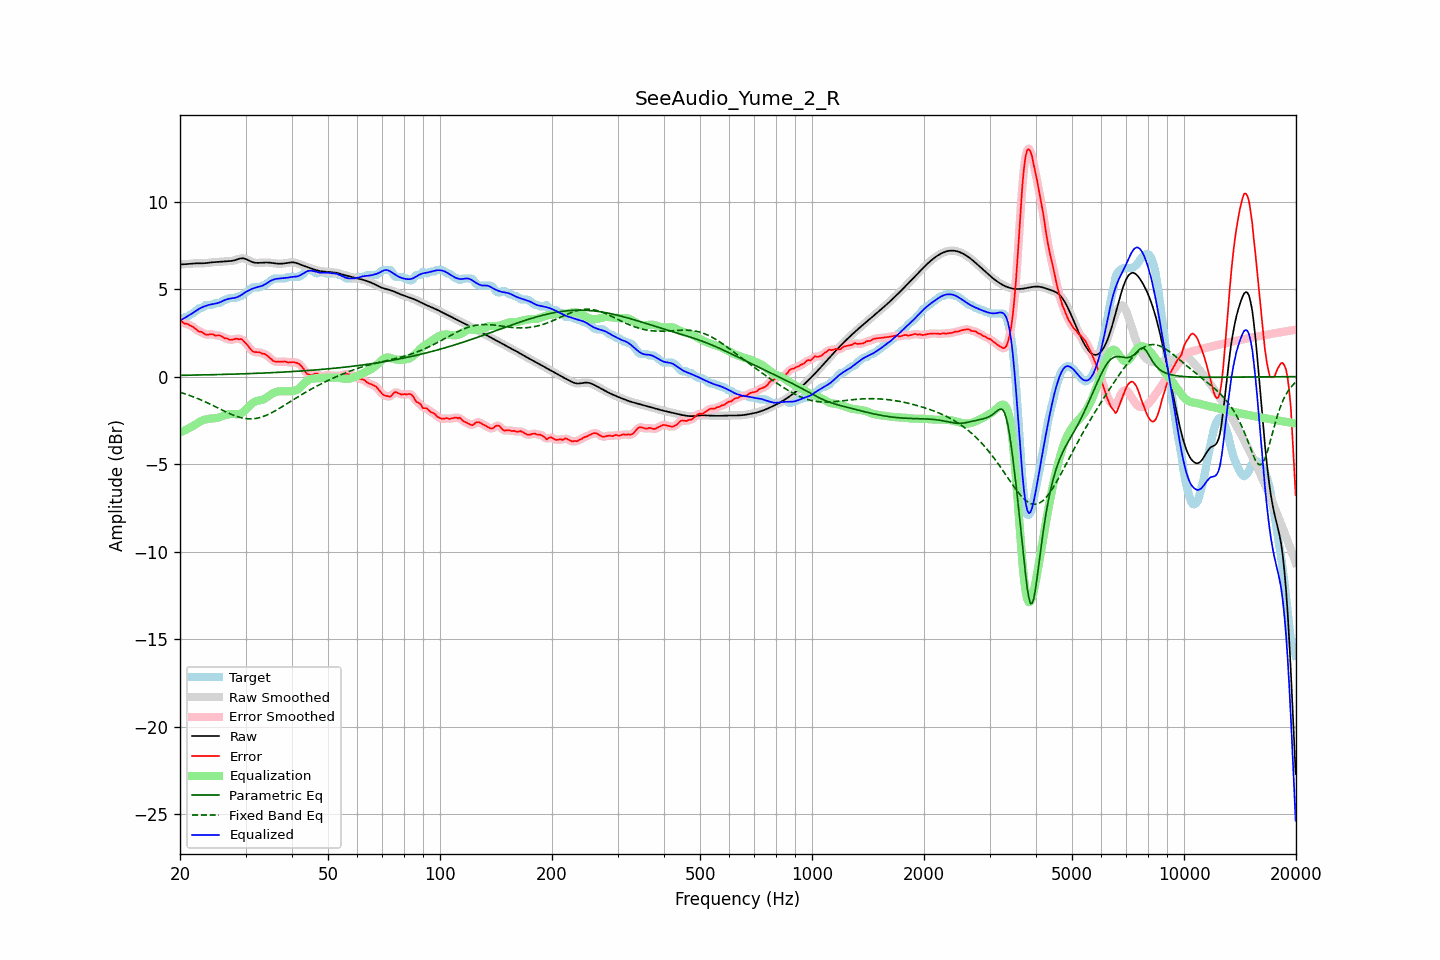 SeeAudio_Yume_2_R
Amplitude (dBr)
10
5
0
−5
−10
−15
−20
−25
Target
Raw Smoothed
Error Smoothed
Raw
Error
Equalization
Parametric Eq
Fixed Band Eq
Equalized
20 50 100 200 500 1000 2000 5000 10000 20000
Frequency (Hz)